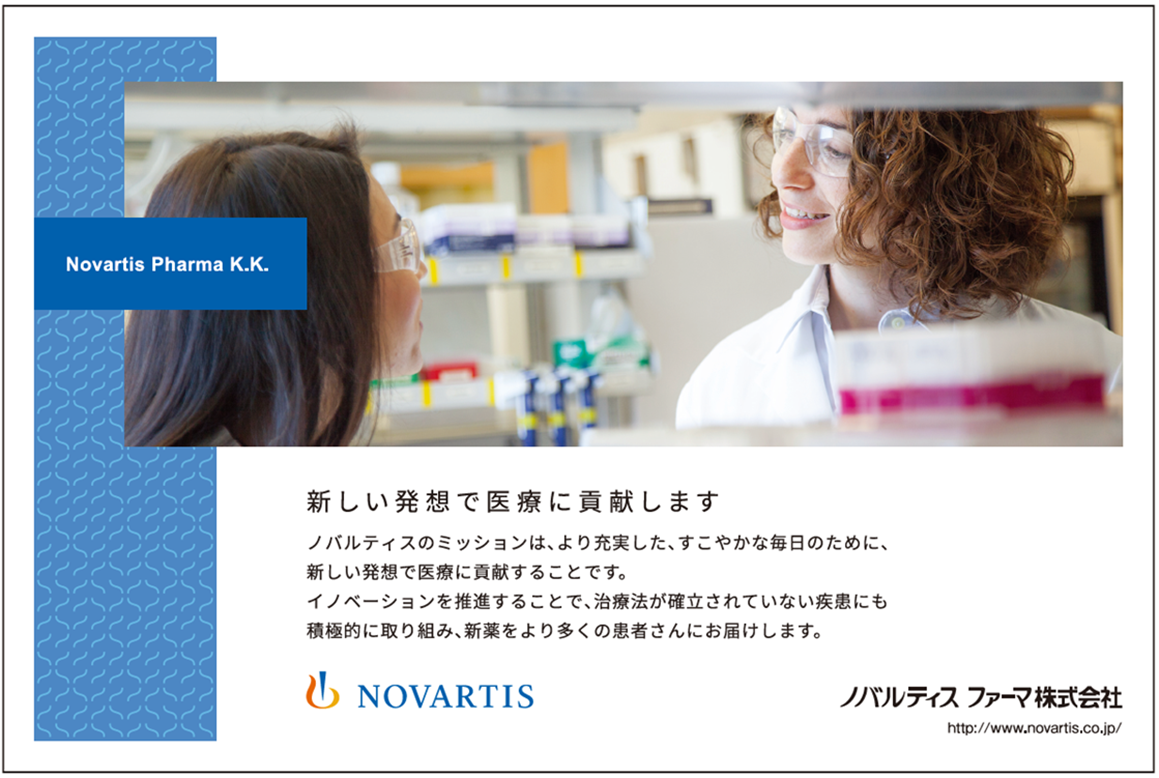 Novartis Pharma K.K.
新しい発想で医療に貢献します
ノバルティスのミッションは、より充実した、すこやかな毎日のために、
新しい発想で医療に貢献することです。
イノベーションを推進することで、治療法が確立されていない疾患にも
積極的に取り組み、新薬をより多くの患者さんにお届けします。
NOVARTIS
ノバルティス ファーマ株式会社
http://www.novartis.co.jp/